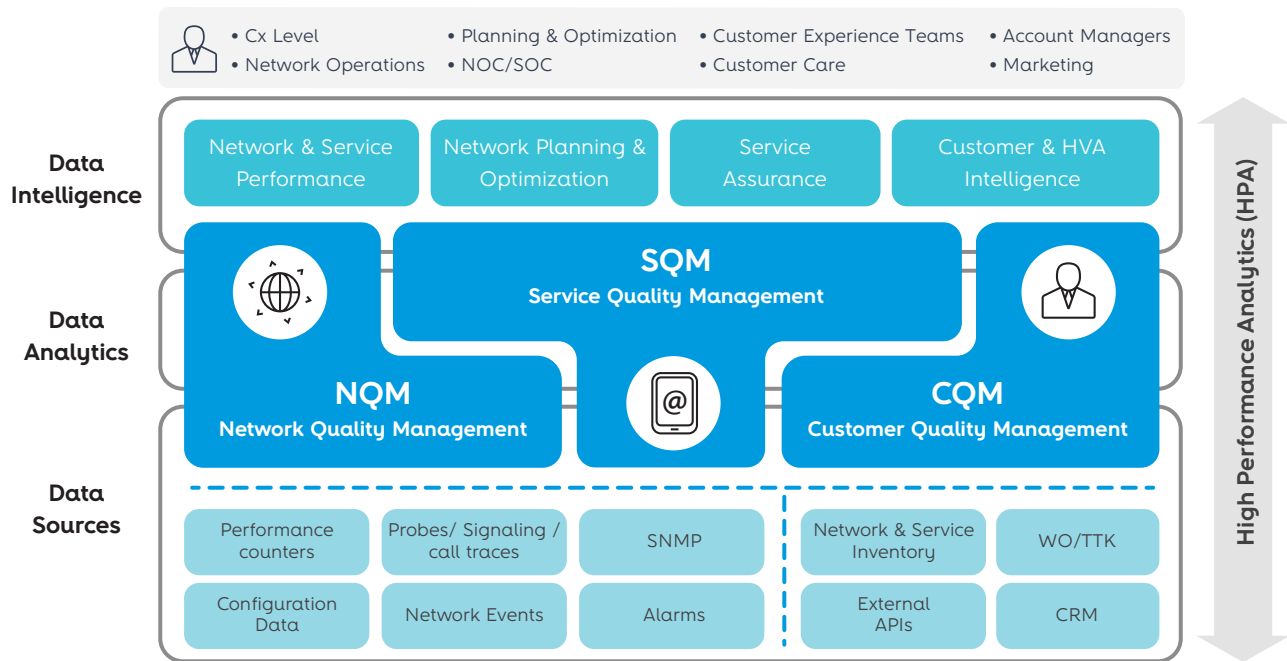 • Cx Level
• Planning & Optimization
• Customer Experience Teams
• Account Managers
• Network Operations
• NOC/SOC
• Customer Care
• Marketing
Data
Intelligence
Network & Service
Performance
Network Planning &
Optimization
Service
Assurance
Customer & HVA
Intelligence
Data
Analytics
SQM
Service Quality Management
NQM
Network Quality Management
@
CQM
Customer Quality Management
Data
Sources
Performance
counters
Probes/ Signaling /
call traces
SNMP
Network & Service
Inventory
WO/TTK
Configuration
Data
Network Events
Alarms
External
APIs
CRM
High Performance Analytics (HPA)